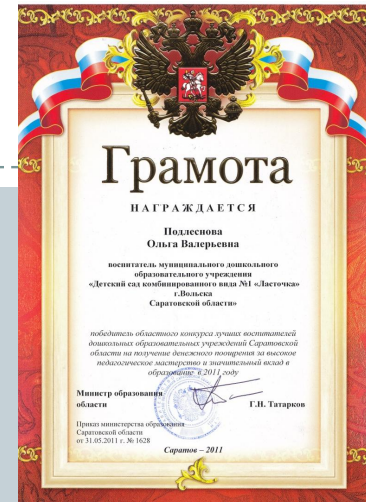 Грамота
НАГРАЖДАЕТСЯ
Подлеснова
Ольга Валерьевна
воспитатель муниципального дошкольного
образовательного учреждения
«Детский сад комбинированного вида №1 «Ласточка»
г.Вольска
Саратовской области»
победитель областного конкурса лучших воспитателей
дошкольных образовательных учреждений Саратовской
области на получение денежного поощрения за высокое
педагогическое мастерство и значительный вклад в
образование в 2011 году
Министр образования
области
Г.Н. Татарков
Приказ министерства образования
Саратовской области
от 31.05.2011 г. № 1628
Саратов – 2011